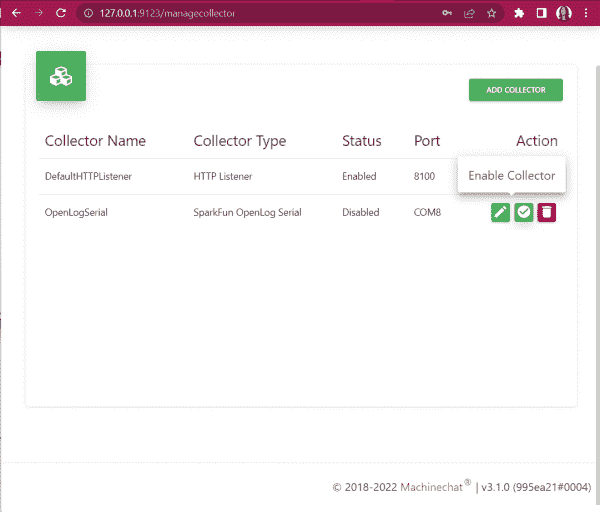 127.0.0.1:9123/managecollector
ADD COLLECTOR
Collector Name Collector Type Status Port Action
DefaultHTTPListener HTTP Listener Enabled 8100
Enable Collector
OpenLogSerial SparkFun OpenLog Serial Disabled COM8
© 2018-2022 Machinechat® | v3.1.0 (995ea21#0004)